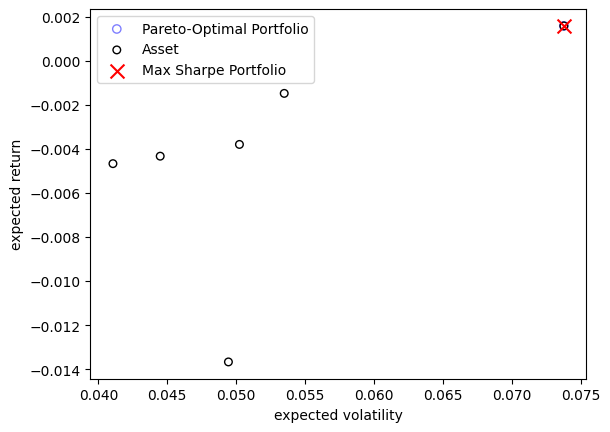 0.002
0.000
−0.002
−0.004
−0.006
−0.008
−0.010
−0.012
−0.014
expected return
Pareto-Optimal Portfolio
Asset
Max Sharpe Portfolio
0.040 0.045 0.050 0.055 0.060 0.065 0.070 0.075
expected volatility